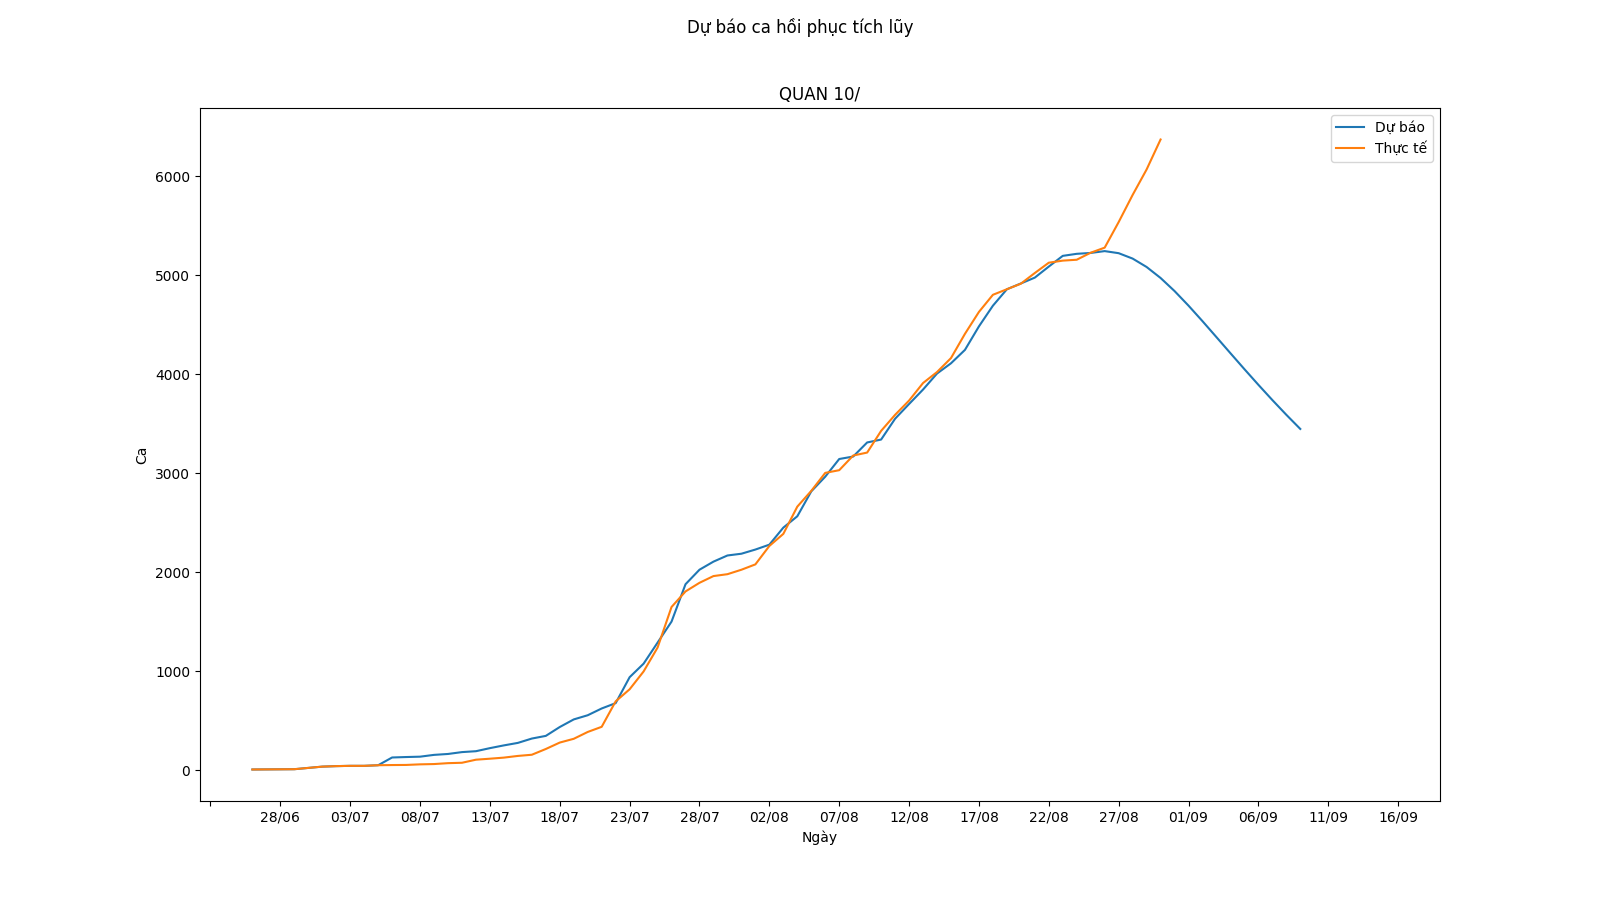 Dự báo ca hồi phục tích lũy
QUAN 10/
Dự báo
Thực tế
6000
5000
4000
3000
2000
1000
0
Ca
28/06 03/07 08/07 13/07 18/07 23/07 28/07 02/08 07/08 12/08 17/08 22/08 27/08 01/09 06/09 11/09 16/09
Ngày